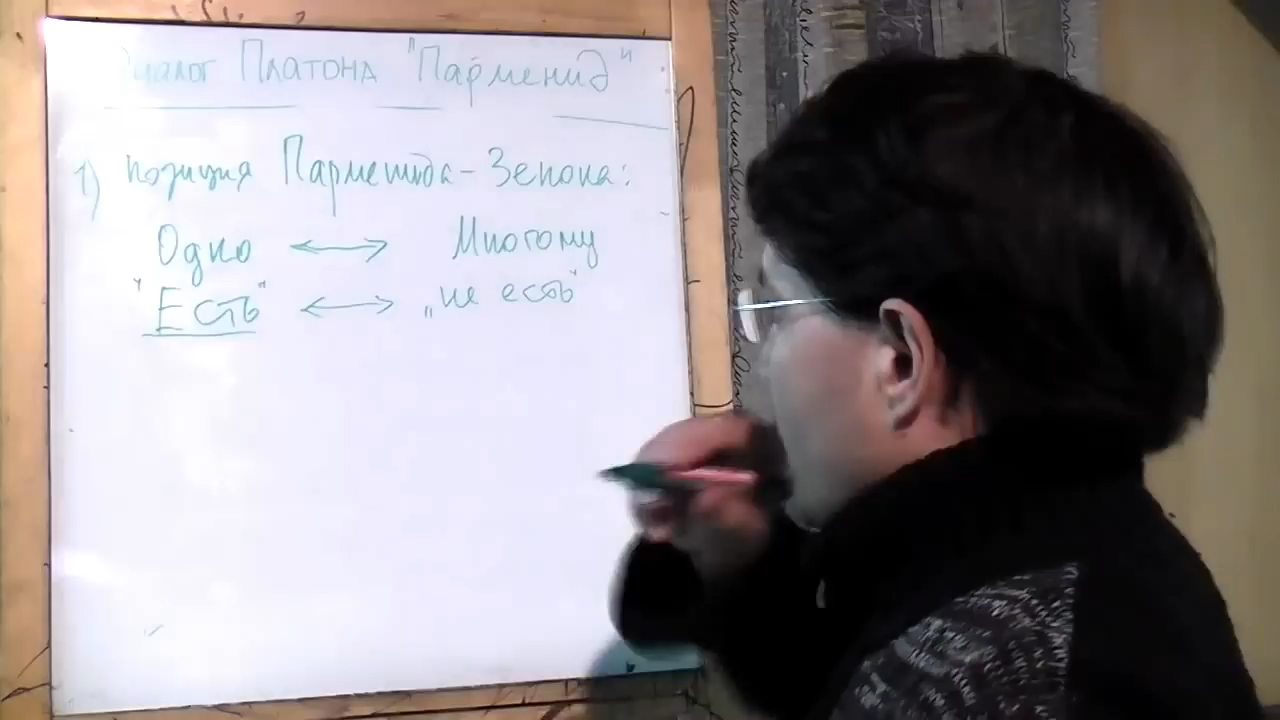 Диалог Платона "Парменид"
1) позиция Парменида - Зенона:
Одно ↔ Многому
"Есть" ↔ „не есть"